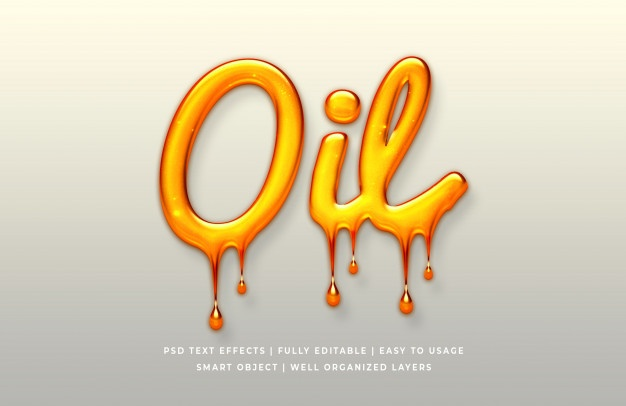 Oil
PSD TEXT EFFECTS | FULLY EDITABLE | EASY TO USAGE
SMART OBJECT | WELL ORGANIZED LAYERS